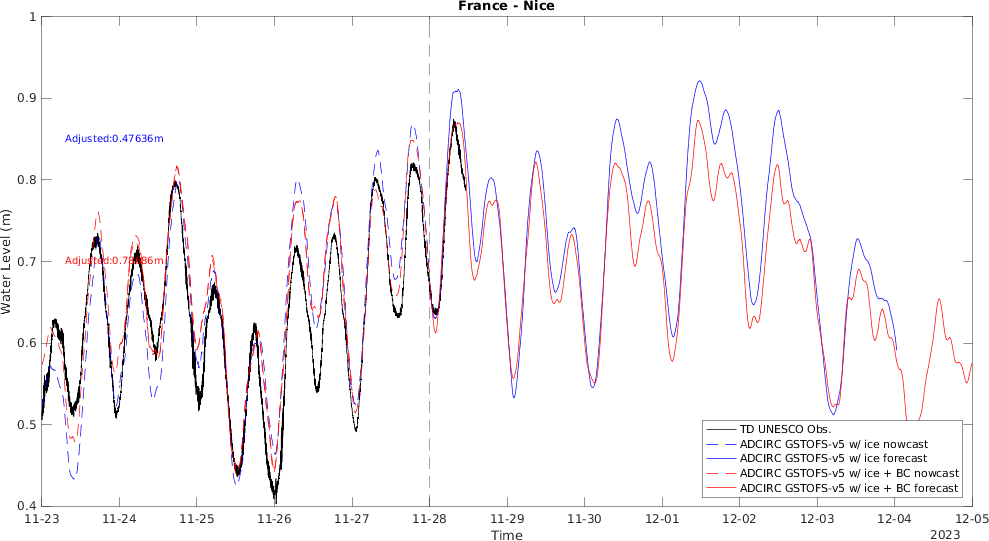 France - Nice
1
0.9
0.8
0.7
0.6
0.5
0.4
Water Level (m)
Adjusted:0.47636m
TD UNESCO Obs.
ADCIRC GSTOFS-v5 w/ ice nowcast
ADCIRC GSTOFS-v5 w/ ice forecast
ADCIRC GSTOFS-v5 w/ ice + BC nowcast
ADCIRC GSTOFS-v5 w/ ice + BC forecast
11-23 11-24 11-25 11-26 11-27 11-28 11-29 11-30 12-01 12-02 12-03 12-04 12-05
Time
2023